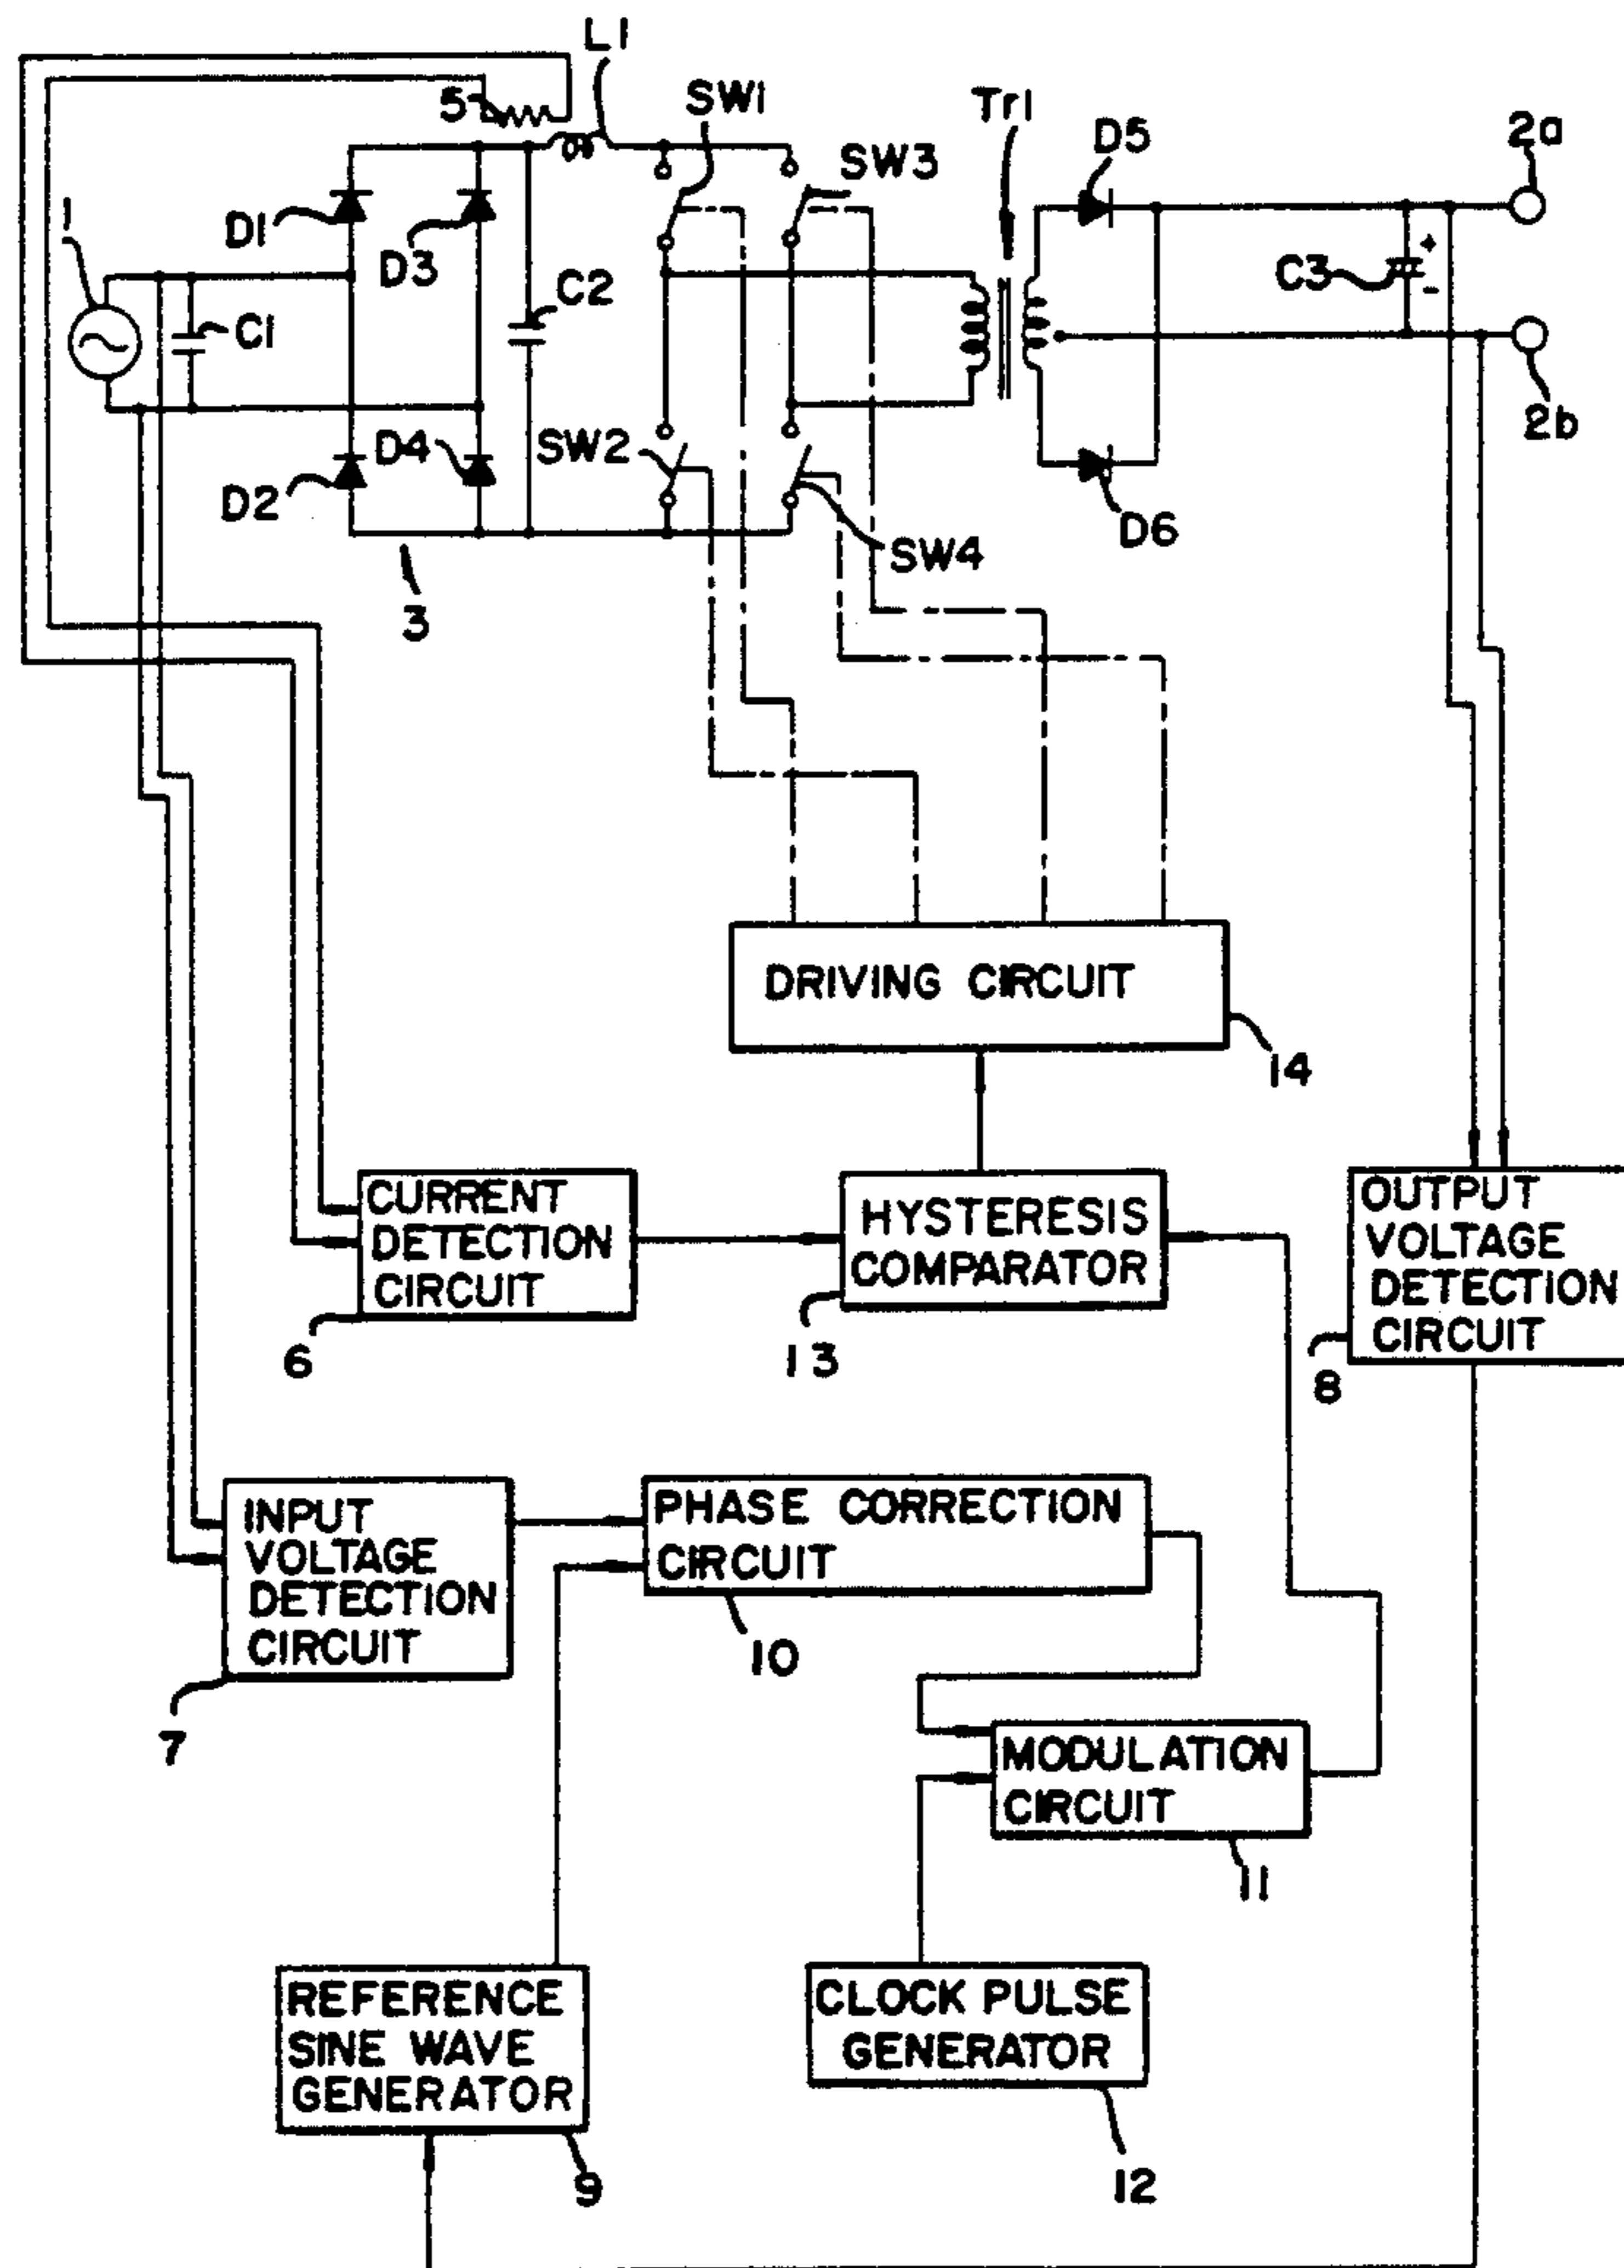 L1
5
SW1
Tr1
2a
D5
SW3
1
D1
D3
C2
C3
+
-
C1
2b
D4
SW2
D2
D6
SW4
3
DRIVING CIRCUIT
14
CURRENT
DETECTION
CIRCUIT
6
HYSTERESIS
COMPARATOR
13
OUTPUT
VOLTAGE
DETECTION
CIRCUIT
8
INPUT
VOLTAGE
DETECTION
CIRCUIT
7
PHASE CORRECTION
CIRCUIT
10
MODULATION
CIRCUIT
11
REFERENCE
SINE WAVE
GENERATOR
9
CLOCK PULSE
GENERATOR
12